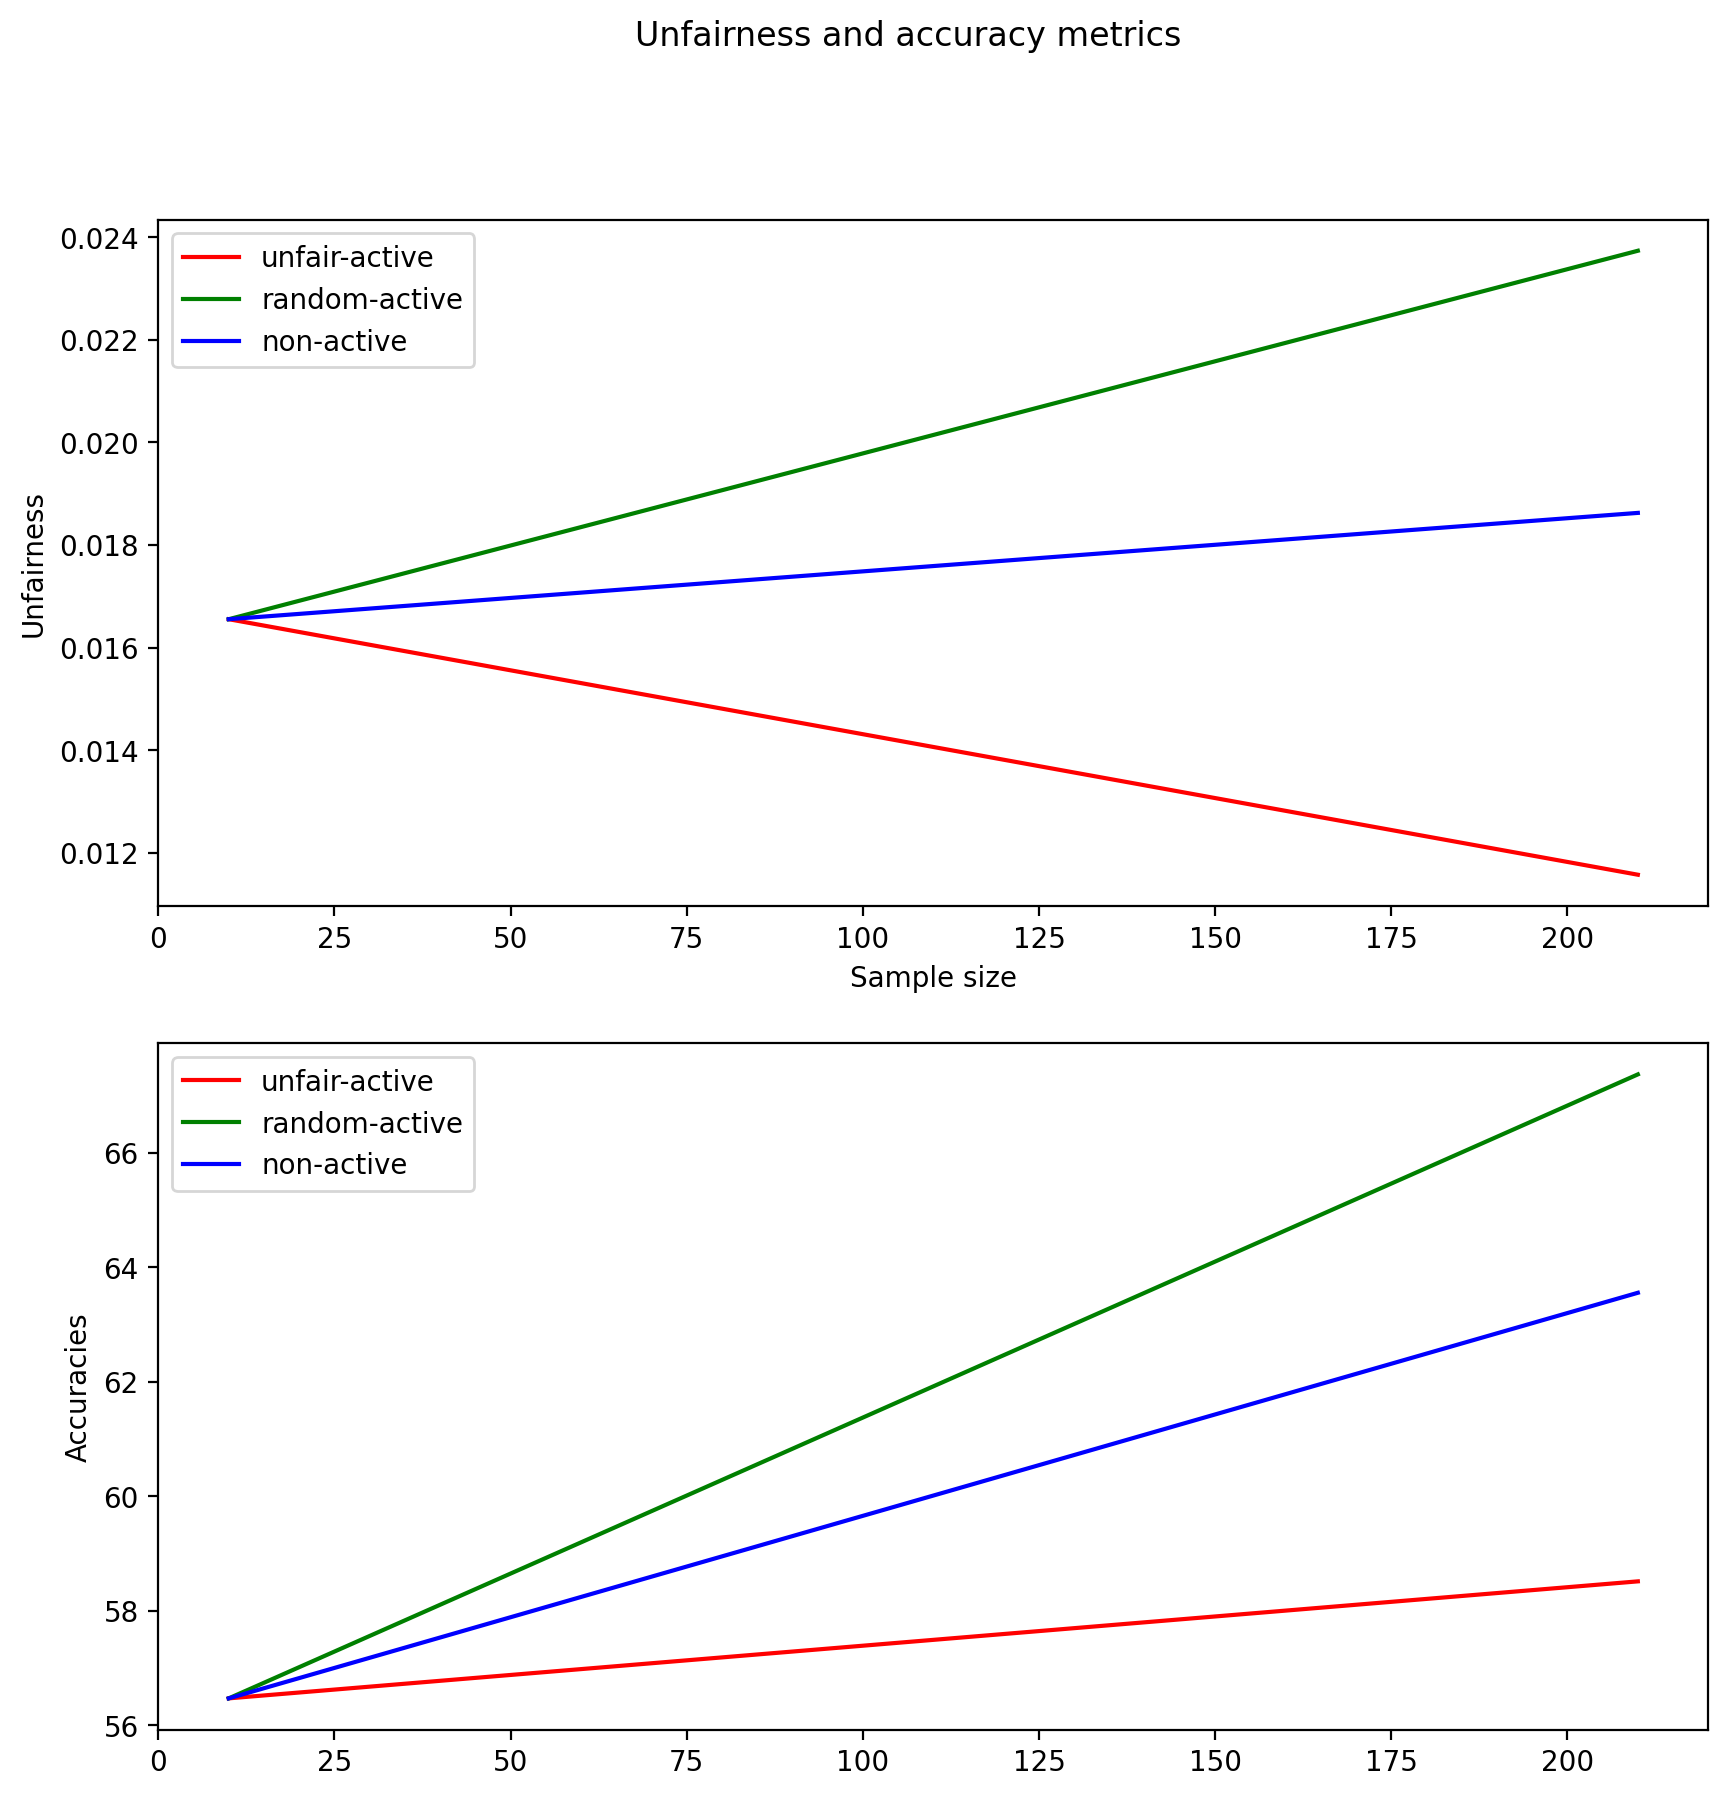 Unfairness and accuracy metrics
unfair-active
random-active
non-active
Unfairness
0.024
0.022
0.020
0.018
0.016
0.014
0.012
0 25 50 75 100 125 150 175 200
Sample size
unfair-active
random-active
non-active
Accuracies
66
64
62
60
58
56
0 25 50 75 100 125 150 175 200